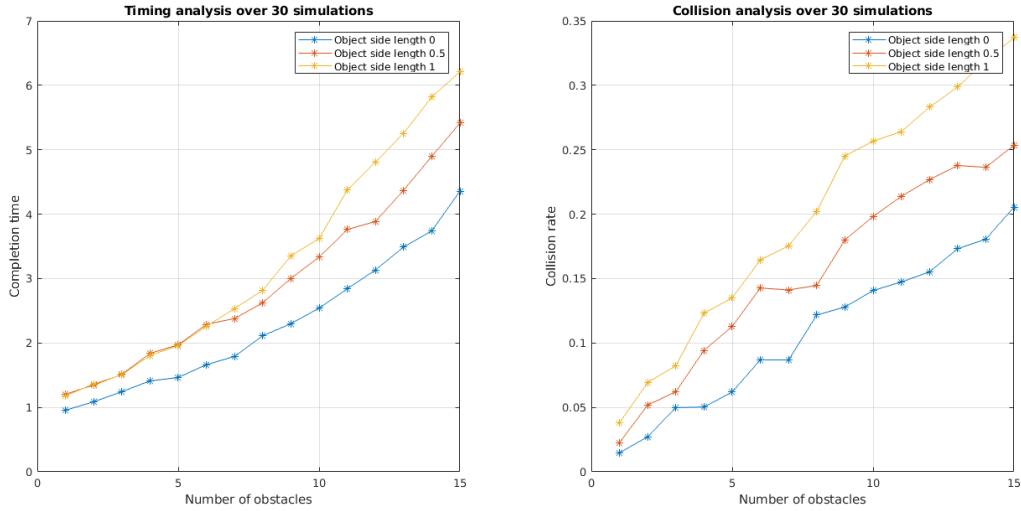 Timing analysis over 30 simulations
7
6
5
4
3
2
1
0
Completion time
Object side length 0
Object side length 0.5
Object side length 1
0
5
10
15
Number of obstacles
Collision analysis over 30 simulations
0.35
0.3
0.25
0.2
0.15
0.1
0.05
0
Collision rate
Object side length 0
Object side length 0.5
Object side length 1
0
5
10
15
Number of obstacles